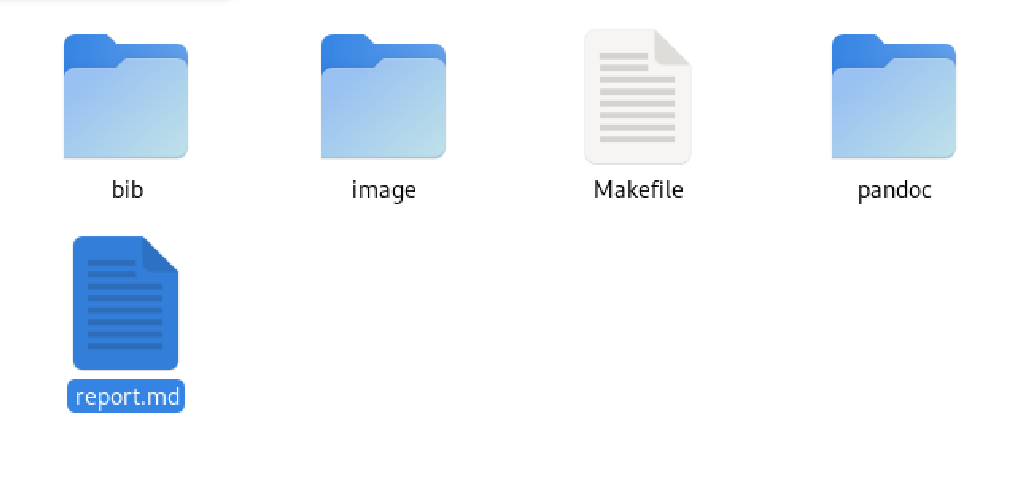 bib
image
Makefile
pandoc
report.md